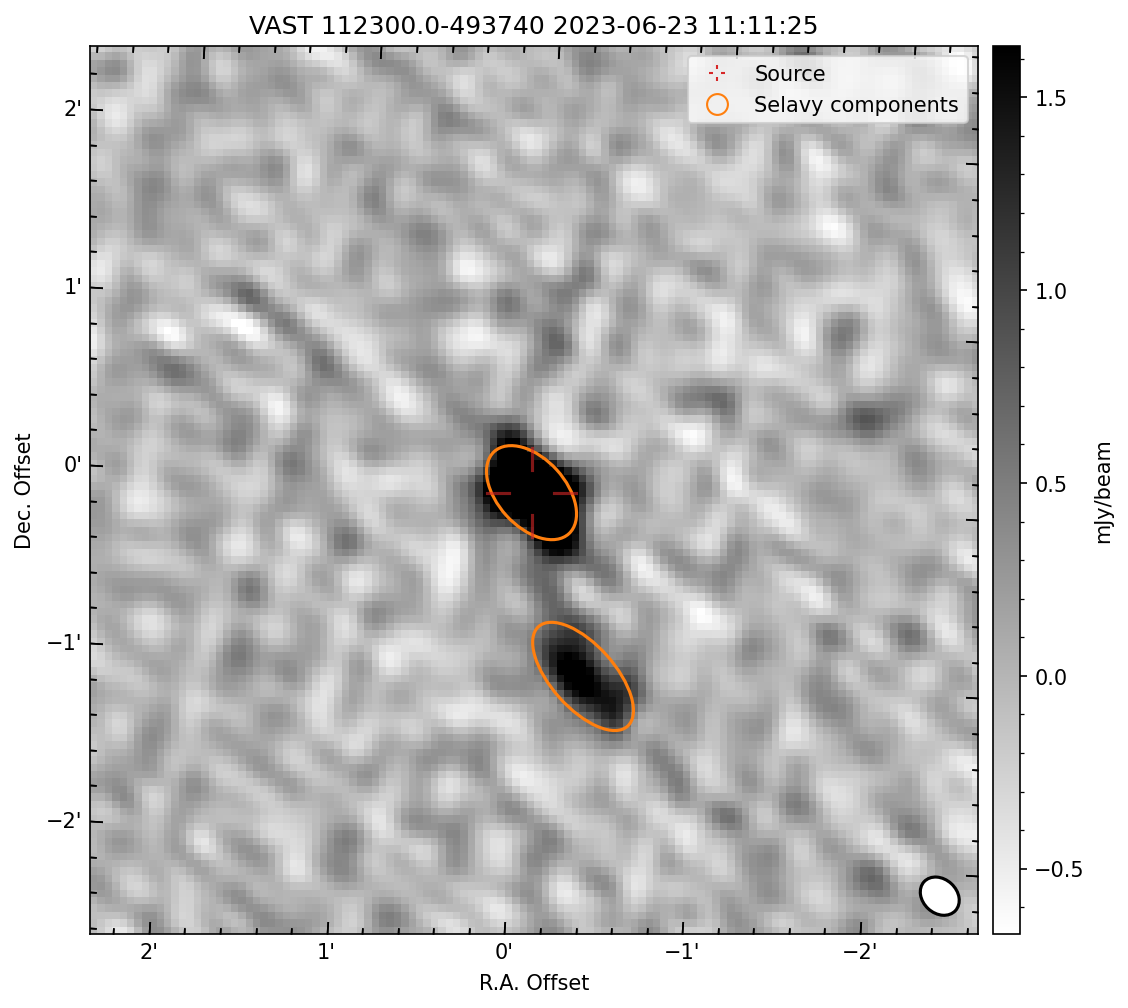 VAST 112300.0-493740 2023-06-23 11:11:25
Source
Selavy components
2'
1'
0'
−1'
−2'
Dec. Offset
2'
1'
0'
−1'
−2'
R.A. Offset
1.5
1.0
0.5
0.0
−0.5
mJy/beam